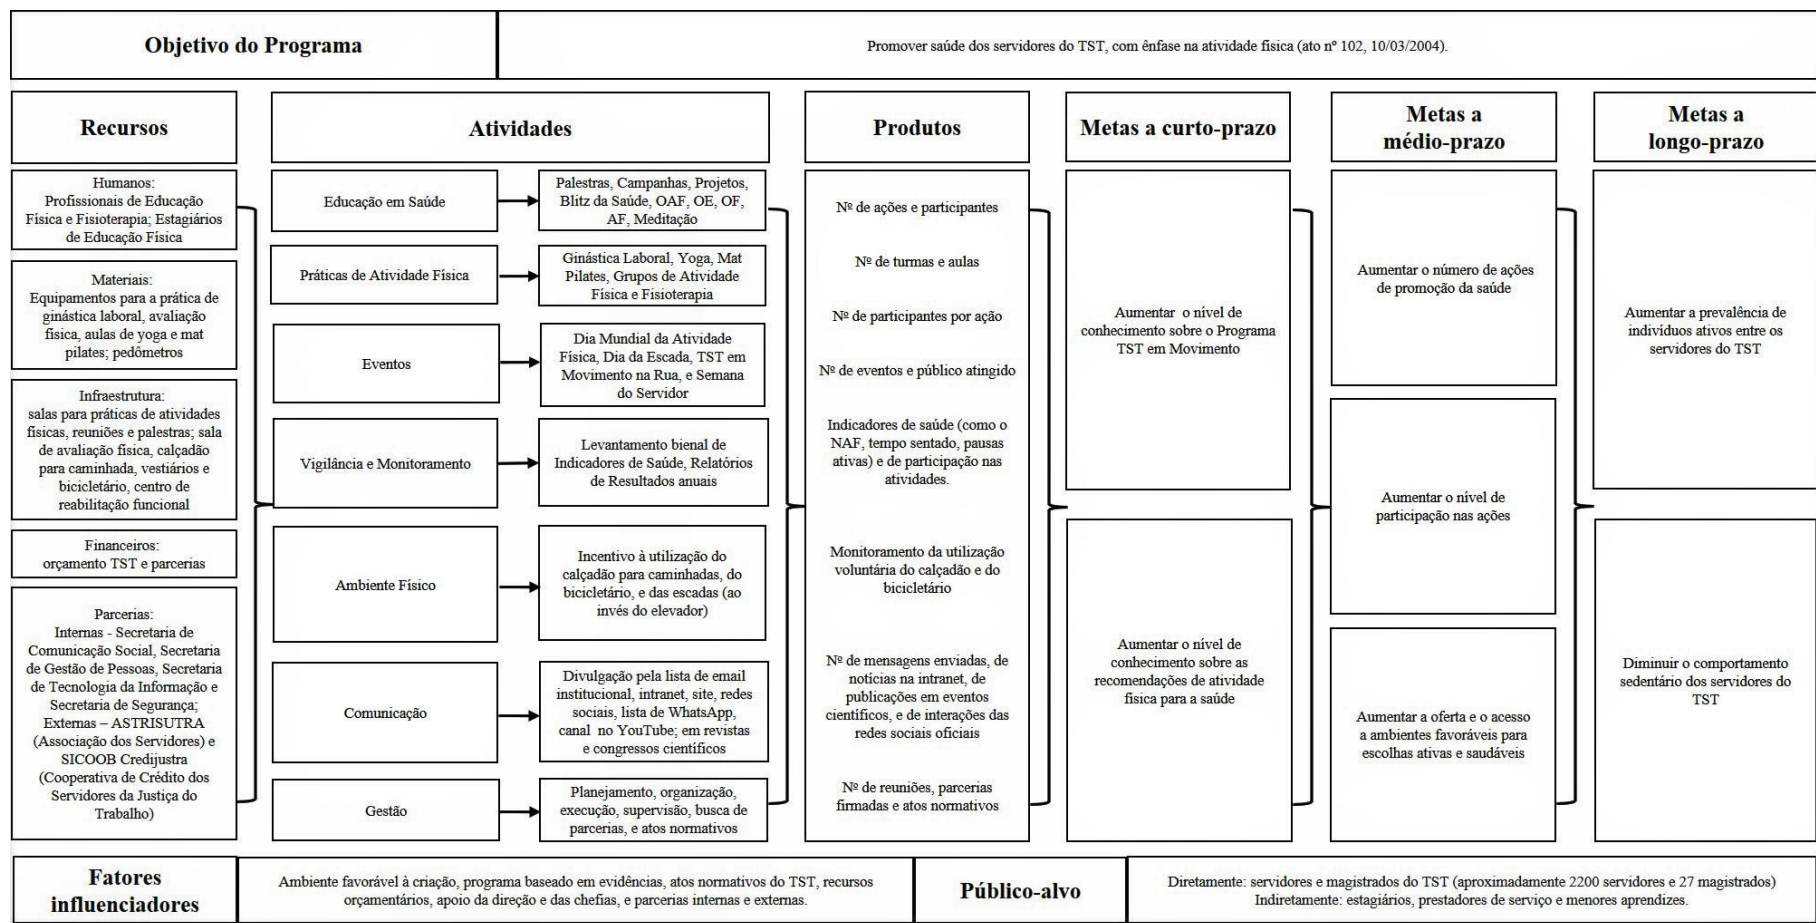 Objetivo do Programa
Promover saúde dos servidores do TST, com ênfase na atividade física (ato nº 102, 10/03/2004).
Recursos
Atividades
Produtos
Metas a curto-prazo
Metas a
médio-prazo
Metas a
longo-prazo
Humanos:
Profissionais de Educação
Física e Fisioterapia; Estagiários
de Educação Física
Materiais:
Equipamentos para a prática de
ginástica laboral, avaliação
física, aulas de yoga e mat
pilates; pedômetros
Infraestrutura:
salas para práticas de atividades
físicas, reuniões e palestras; sala
de avaliação física, calçadão
para caminhada, vestiários e
bicicletário, centro de
reabilitação funcional
Financeiros:
orçamento TST e parcerias
Parcerias:
Internas - Secretaria de
Comunicação Social, Secretaria
de Gestão de Pessoas, Secretaria
de Tecnologia da Informação e
Secretaria de Segurança;
Externas – ASTRISUTRA
(Associação dos Servidores) e
SICOOB Credijustra
(Cooperativa de Crédito dos
Servidores da Justiça do
Trabalho)
Educação em Saúde
Palestras, Campanhas, Projetos,
Blitz da Saúde, OAF, OE, OF,
AF, Meditação
Práticas de Atividade Física
Ginástica Laboral, Yoga, Mat
Pilates, Grupos de Atividade
Física e Fisioterapia
Eventos
Dia Mundial da Atividade
Física, Dia da Escada, TST em
Movimento na Rua, e Semana
do Servidor
Vigilância e Monitoramento
Levantamento bienal de
Indicadores de Saúde, Relatórios
de Resultados anuais
Ambiente Físico
Incentivo à utilização do
calçadão para caminhadas, do
bicicletário, e das escadas (ao
invés do elevador)
Comunicação
Divulgação pela lista de email
institucional, intranet, site, redes
sociais, lista de WhatsApp,
canal no YouTube; em revistas
e congressos científicos
Gestão
Planejamento, organização,
execução, supervisão, busca de
parcerias, e atos normativos
Nº de ações e participantes
Nº de turmas e aulas
Nº de participantes por ação
Nº de eventos e público atingido
Indicadores de saúde (como o
NAF, tempo sentado, pausas
ativas) e de participação nas
atividades.
Monitoramento da utilização
voluntária do calçadão e do
bicicletário
Nº de mensagens enviadas, de
notícias na intranet, de
publicações em eventos
científicos, e de interações das
redes sociais oficiais
Nº de reuniões, parcerias
firmadas e atos normativos
Aumentar o nível de
conhecimento sobre o Programa
TST em Movimento
Aumentar o nível de
conhecimento sobre as
recomendações de atividade
física para a saúde
Aumentar o número de ações
de promoção da saúde
Aumentar o nível de
participação nas ações
Aumentar a oferta e o acesso
a ambientes favoráveis para
escolhas ativas e saudáveis
Aumentar a prevalência de
indivíduos ativos entre os
servidores do TST
Diminuir o comportamento
sedentário dos servidores do
TST
Fatores
influenciadores
Ambiente favorável à criação, programa baseado em evidências, atos normativos do TST, recursos
orçamentários, apoio da direção e das chefias, e parcerias internas e externas.
Público-alvo
Diretamente: servidores e magistrados do TST (aproximadamente 2200 servidores e 27 magistrados)
Indiretamente: estagiários, prestadores de serviço e menores aprendizes.